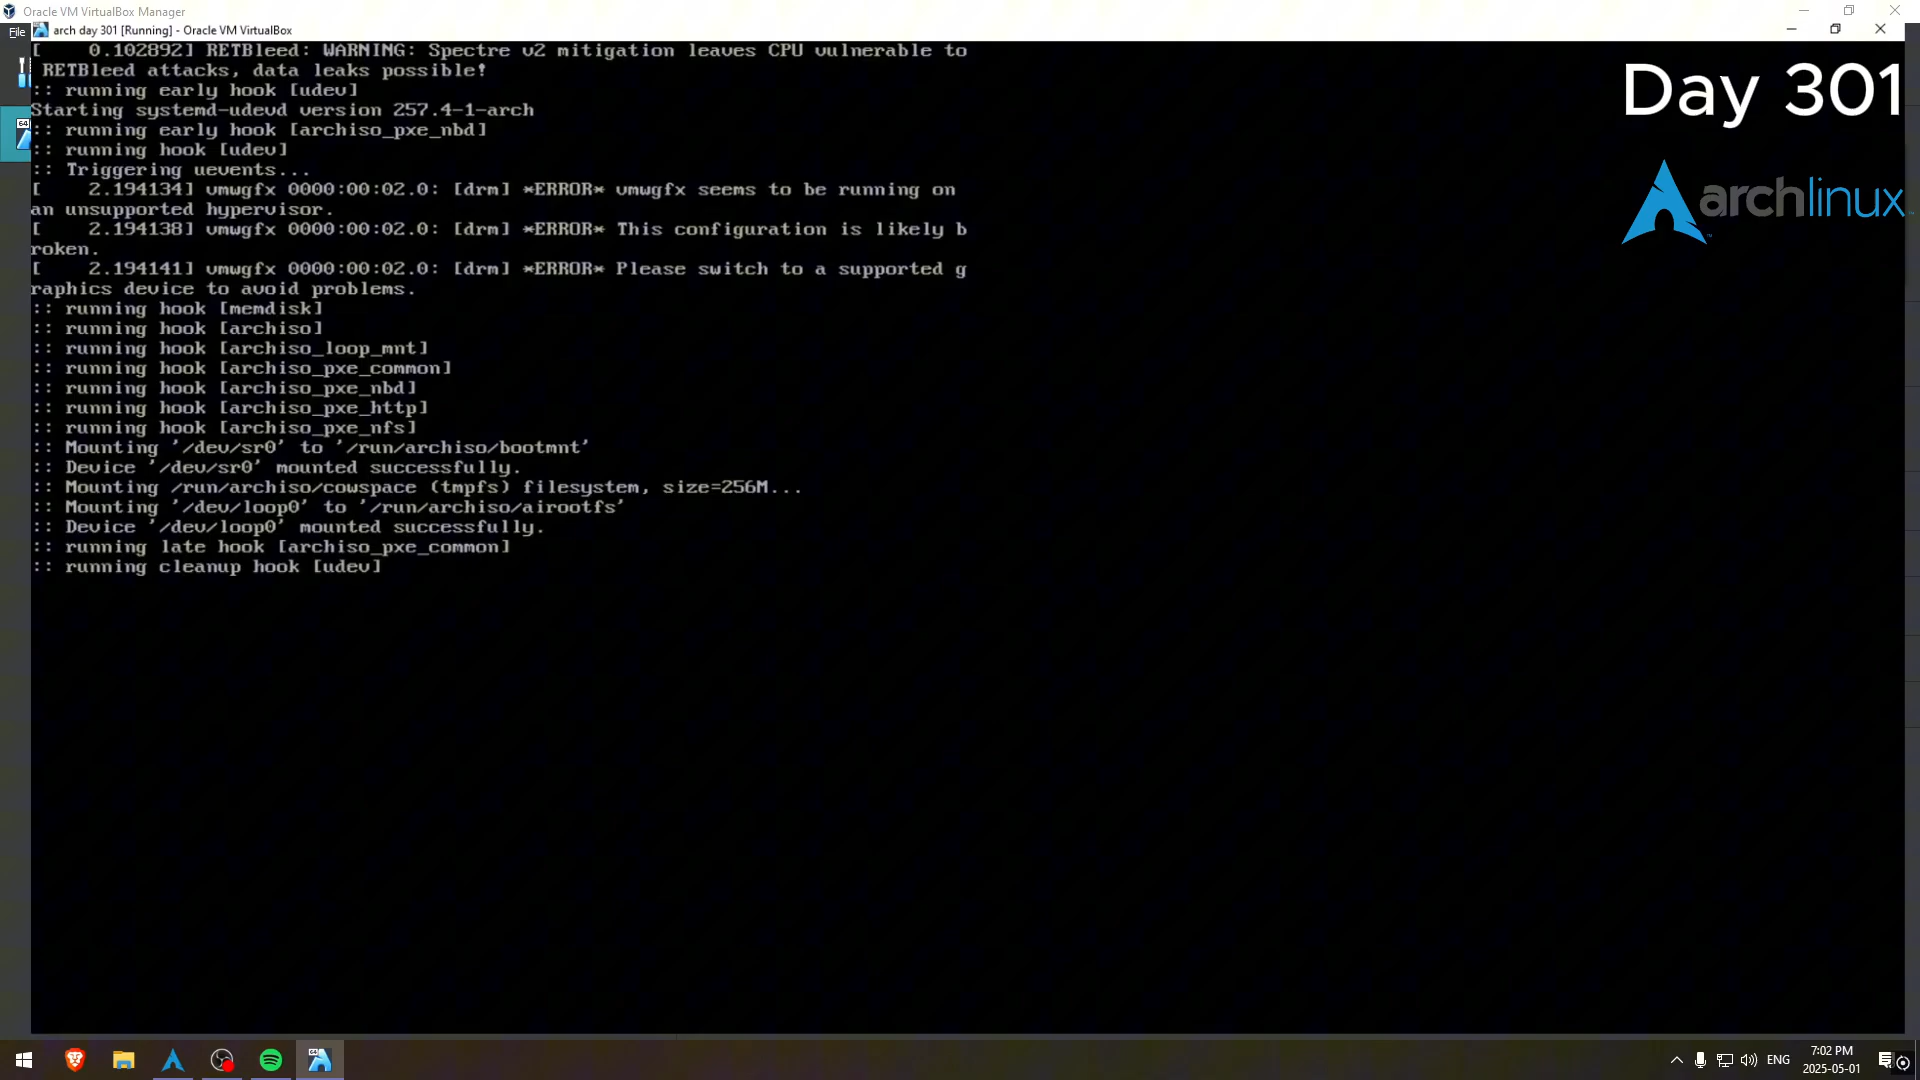 Oracle VM VirtualBox Manager
File
arch day 301 [Running] - Oracle VM VirtualBox
[    0.102892] RETBleed: WARNING: Spectre v2 mitigation leaves CPU vulnerable to
 RETBleed attacks, data leaks possible!
:: running early hook [udev]
Starting systemd-udevd version 257.4-1-arch
:: running early hook [archiso_pxe_nbd]
:: running hook [udev]
:: Triggering uevents...
[    2.194134] vmwgfx 0000:00:02.0: [drm] *ERROR* vmwgfx seems to be running on
an unsupported hypervisor.
[    2.194138] vmwgfx 0000:00:02.0: [drm] *ERROR* This configuration is likely b
roken.
[    2.194141] vmwgfx 0000:00:02.0: [drm] *ERROR* Please switch to a supported g
raphics device to avoid problems.
:: running hook [memdisk]
:: running hook [archiso]
:: running hook [archiso_loop_mnt]
:: running hook [archiso_pxe_common]
:: running hook [archiso_pxe_nbd]
:: running hook [archiso_pxe_http]
:: running hook [archiso_pxe_nfs]
:: Mounting '/dev/sr0' to '/run/archiso/bootmnt'
:: Device '/dev/sr0' mounted successfully.
:: Mounting /run/archiso/cowspace (tmpfs) filesystem, size=256M...
:: Mounting '/dev/loop0' to '/run/archiso/airootfs'
:: Device '/dev/loop0' mounted successfully.
:: running late hook [archiso_pxe_common]
:: running cleanup hook [udev]
Day 301
archlinux
64
64
ENG
7:02 PM
2025-05-01